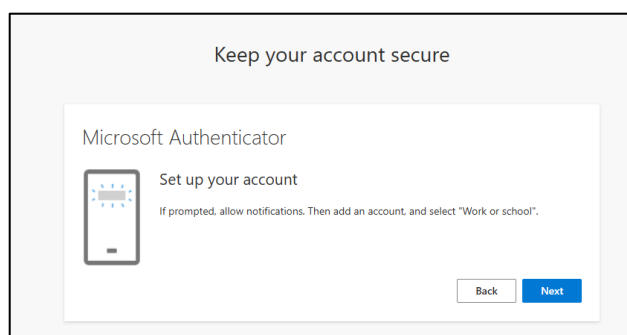 Keep your account secure
Microsoft Authenticator
Set up your account
If prompted, allow notifications. Then add an account, and select "Work or school".
Back
Next